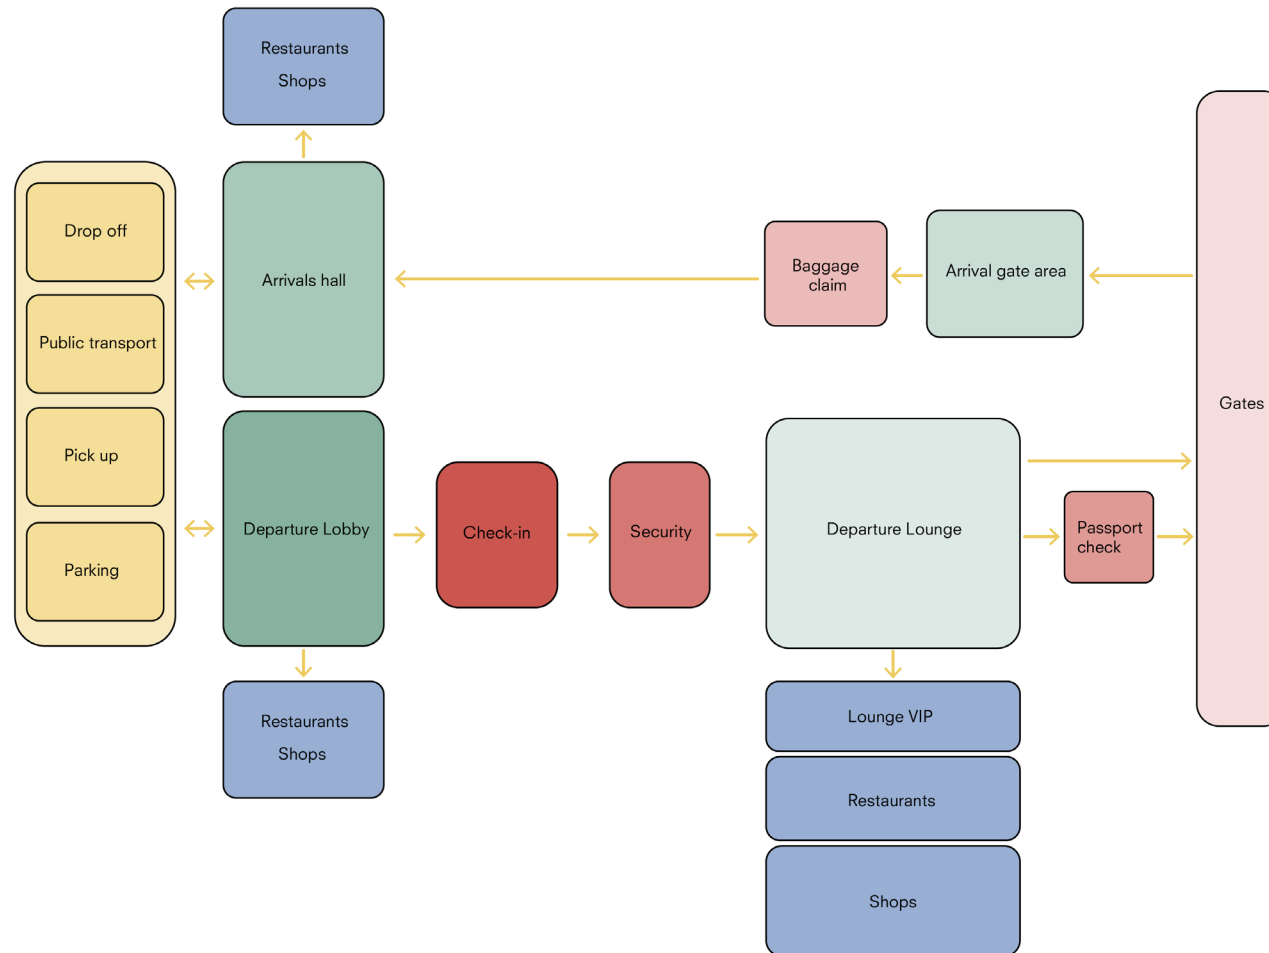 Restaurants
Shops
Drop off
Public transport
Pick up
Parking
Arrivals hall
Baggage
claim
Arrival gate area
Gates
Departure Lobby
Check-in
Security
Departure Lounge
Passport
check
Restaurants
Shops
Lounge VIP
Restaurants
Shops